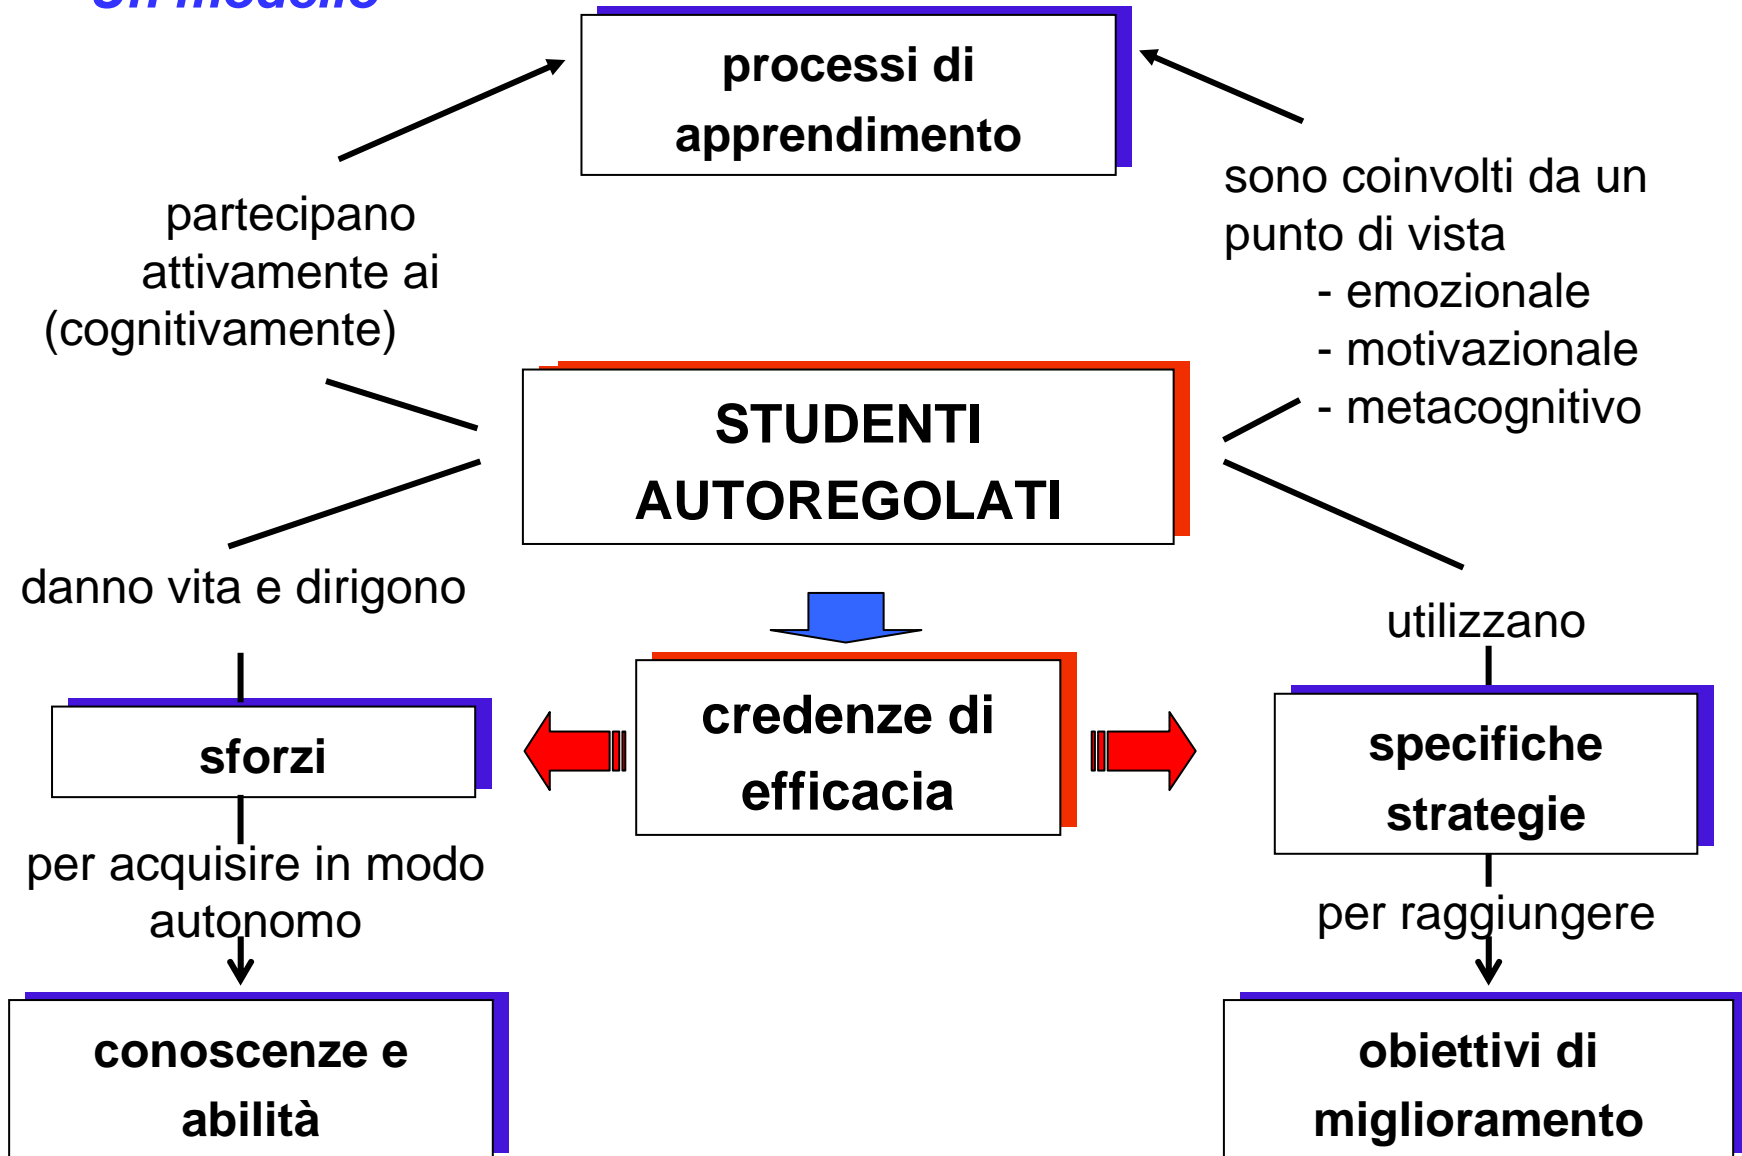 Un modello
processi di
apprendimento
partecipano
attivamente ai
(cognitivamente)
sono coinvolti da un
punto di vista
- emozionale
- motivazionale
- metacognitivo
STUDENTI
AUTOREGOLATI
danno vita e dirigono
utilizzano
sforzi
credenze di
efficacia
specifiche
strategie
per acquisire in modo
autonomo
per raggiungere
conoscenze e
abilità
obiettivi di
miglioramento